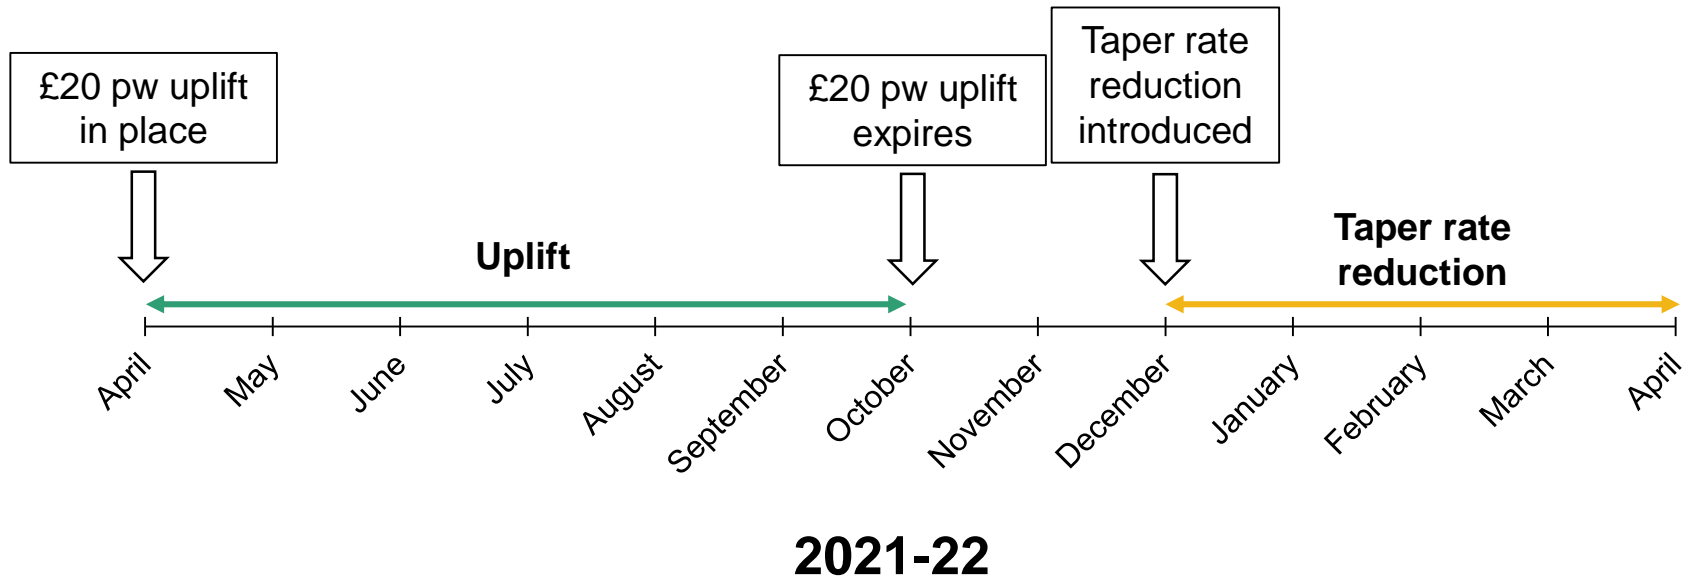 £20 pw uplift
in place
£20 pw uplift
expires
Taper rate
reduction
introduced
Uplift
Taper rate
reduction
April
May
June
July
August
September
October
November
December
January
February
March
April
2021-22